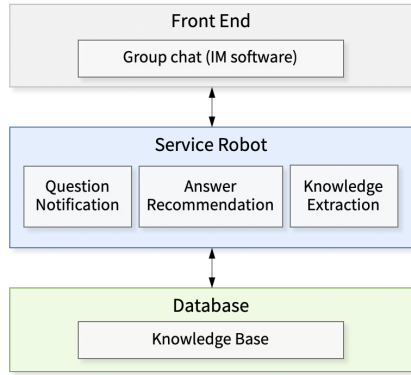 Front End
Group chat (IM software)
Service Robot
Question
Notification
Answer
Recommendation
Knowledge
Extraction
Database
Knowledge Base